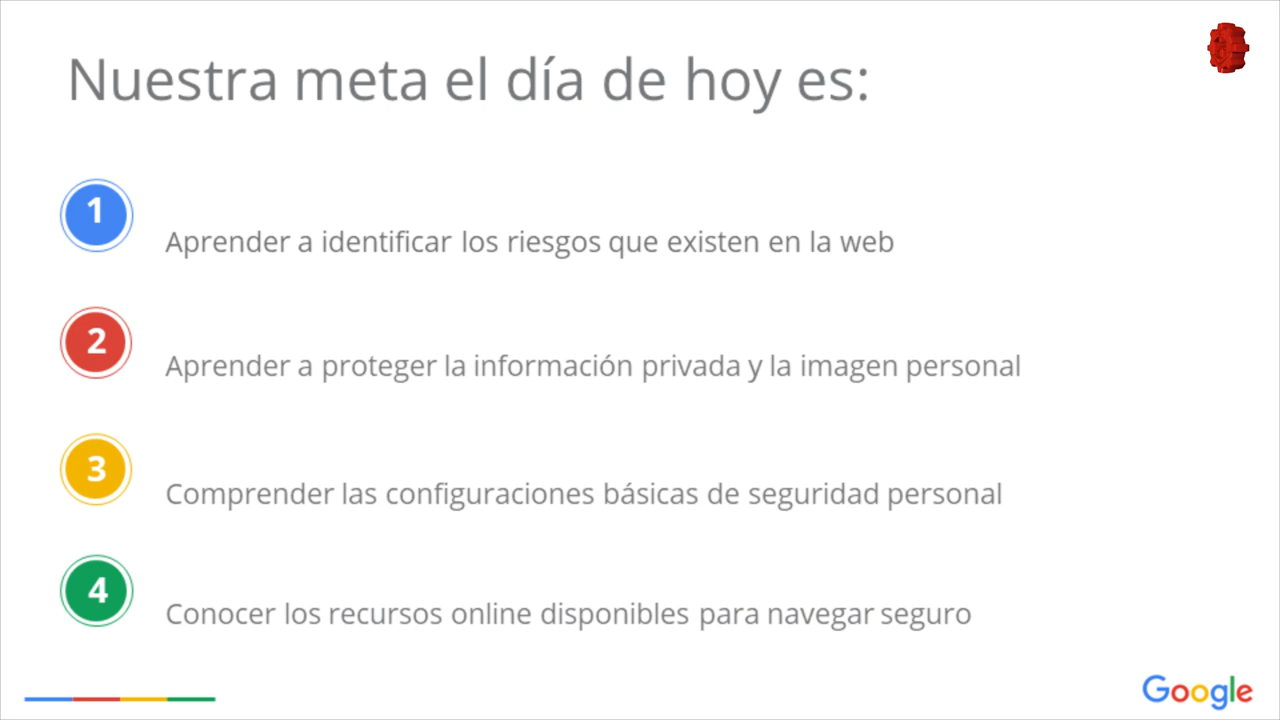 Nuestra meta el día de hoy es:
1
Aprender a identificar los riesgos que existen en la web
2
Aprender a proteger la información privada y la imagen personal
3
Comprender las configuraciones básicas de seguridad personal
4
Conocer los recursos online disponibles para navegar seguro
Google